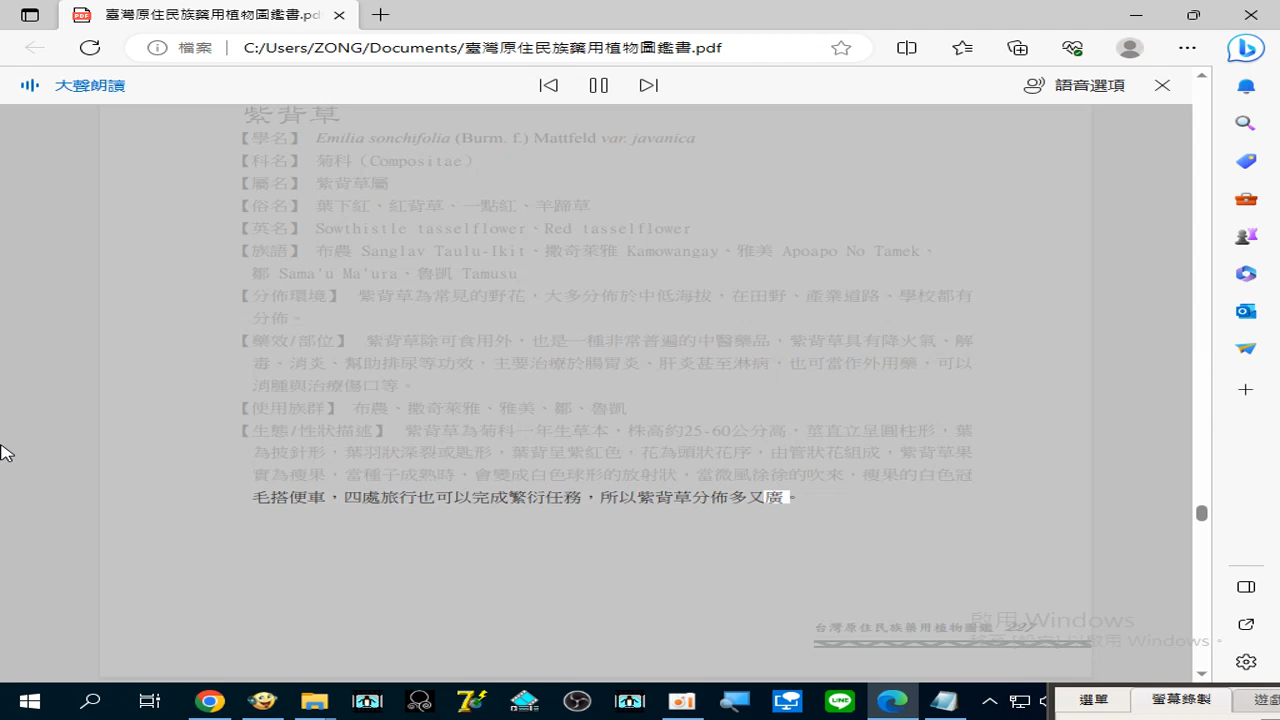 臺灣原住民族藥用植物圖鑑書.pd
檔案 C:/Users/ZONG/Documents/臺灣原住民族藥用植物圖鑑書.pdf
大聲朗讀
語音選項
紫背草
【學名】 Emilia sonchifolia (Burm. f.) Mattfeld var. javanica
【科名】 菊科（Compositae）
【屬名】 紫背草屬
【俗名】 葉下紅、紅背草、一點紅、羊蹄草
【英名】 Sowthistle tasselflower、Red tasselflower
【族語】 布農 Sanglav Taulu-Ikit、撒奇萊雅 Kamowangay、雅美 Apoapo No Tamek、
鄒 Sama'u Ma'ura、魯凱 Tamusu
【分佈環境】 紫背草為常見的野花，大多分佈於中低海拔，在田野、產業道路、學校都有
分佈。
【藥效/部位】 紫背草除可食用外，也是一種非常普遍的中醫藥品，紫背草具有降火氣、解
毒、消炎、幫助排尿等功效，主要治療於腸胃炎、肝炎甚至淋病，也可當作外用藥，可以
消腫與治療傷口等。
【使用族群】 布農、撒奇萊雅、雅美、鄒、魯凱
【生態/性狀描述】 紫背草為菊科一年生草本，株高約25-60公分高，莖直立呈圓柱形，葉
為披針形，葉羽狀深裂或匙形，葉背呈紫紅色，花為頭狀花序，由管狀花組成，紫背草果
實為瘦果，當種子成熟時，會變成白色球形的放射狀，當微風徐徐的吹來，瘦果的白色冠
毛搭便車，四處旅行也可以完成繁衍任務，所以紫背草分佈多又廣。
台灣原住民族藥用植物圖鑑 297
啟用 Windows
移至 [設定] 以啟用 Windows。
選單
螢幕錄製
遊戲